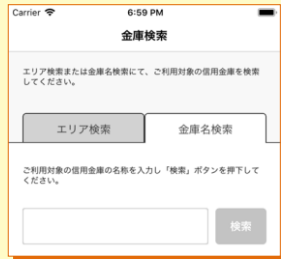 Carrier 6:59 PM
金庫検索
エリア検索または金庫名検索にて、ご利用対象の信用金庫を検索
してください。
エリア検索 金庫名検索
ご利用対象の信用金庫の名称を入力し「検索」ボタンを押下して
ください。
検索